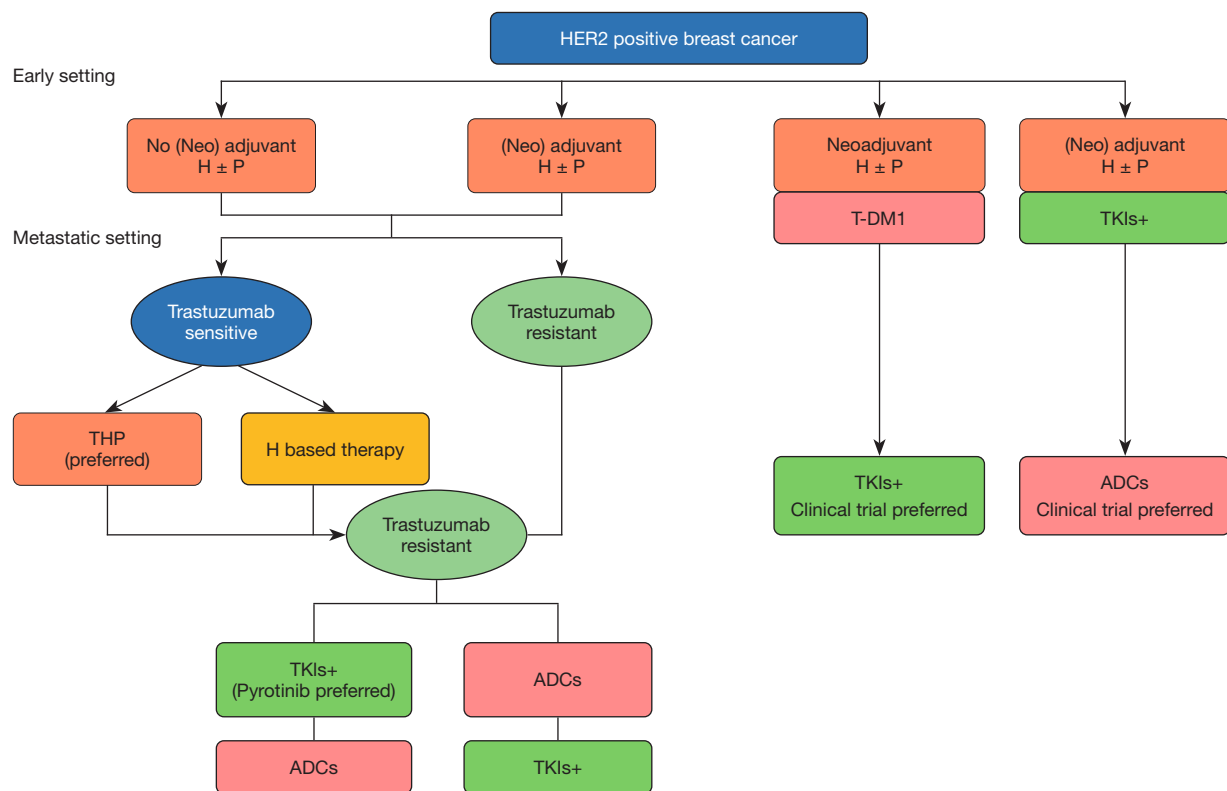 HER2 positive breast cancer
Early setting
No (Neo) adjuvant
H ± P
(Neo) adjuvant
H ± P
Neoadjuvant
H ± P
T-DM1
(Neo) adjuvant
H ± P
TKIs+
Metastatic setting
Trastuzumab
sensitive
Trastuzumab
resistant
THP
(preferred)
H based therapy
TKIs+
Clinical trial preferred
ADCs
Clinical trial preferred
Trastuzumab
resistant
TKIs+
(Pyrotinib preferred)
ADCs
ADCs
TKIs+